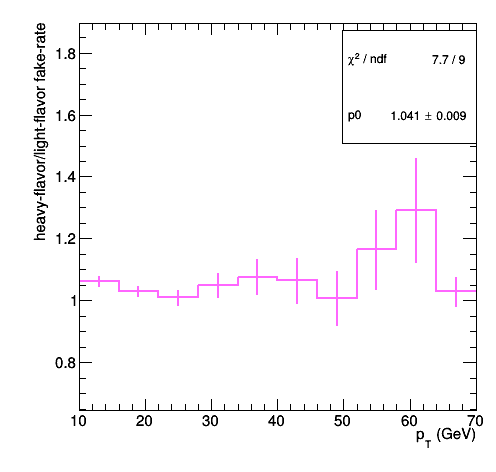 heavy-flavor/light-flavor fake-rate
χ² / ndf 7.7 / 9
p0 1.041 ± 0.009
1.8
1.6
1.4
1.2
1
0.8
10 20 30 40 50 60 70
p_T (GeV)